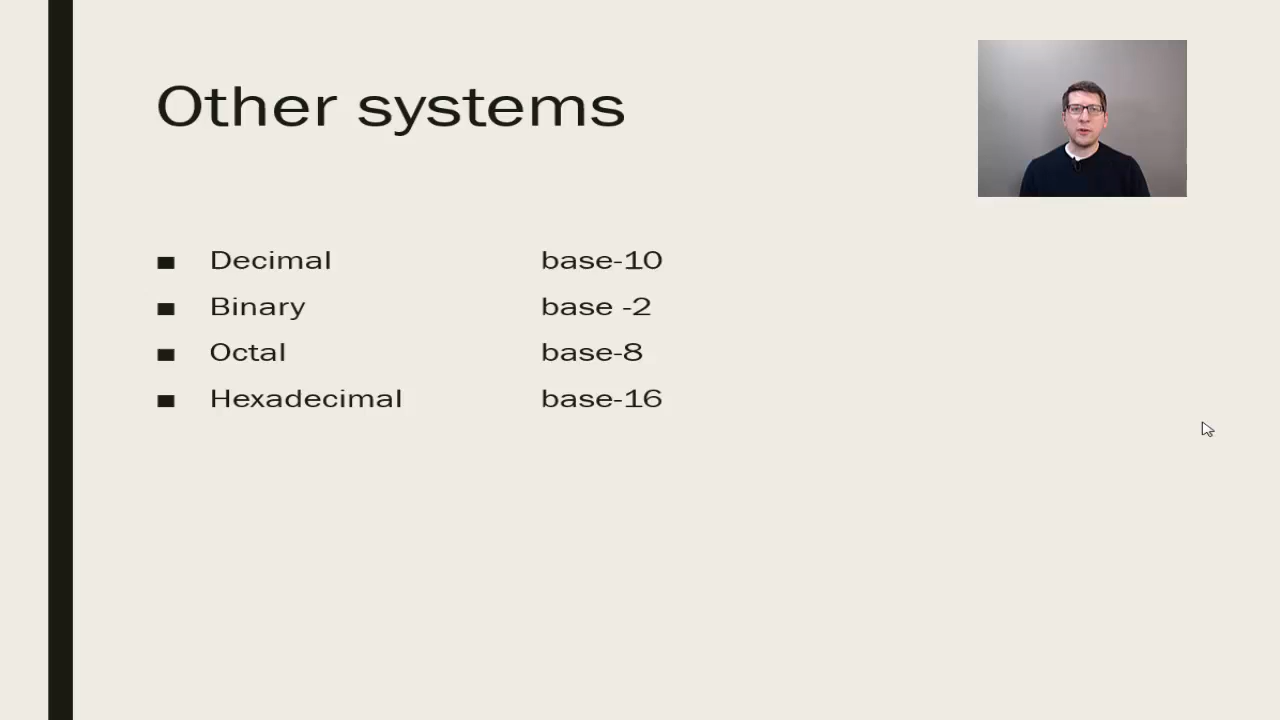 Other systems
Decimal base-10
Binary base -2
Octal base-8
Hexadecimal base-16